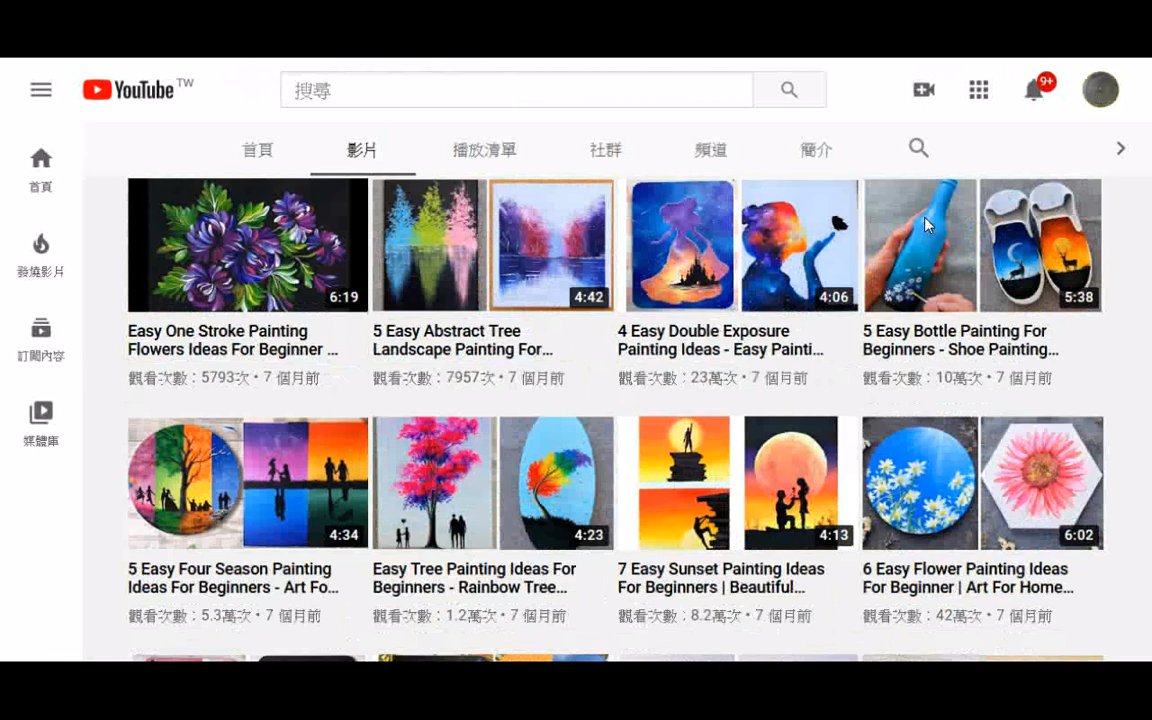 YouTube TW
搜尋
9+
首頁
影片
播放清單
社群
頻道
簡介
首頁
發燒影片
訂閱內容
媒體庫
6:19
4:42
4:06
5:38
Easy One Stroke Painting
Flowers Ideas For Beginner ...
觀看次數：5793次 • 7 個月前
5 Easy Abstract Tree
Landscape Painting For...
觀看次數：7957次 • 7 個月前
4 Easy Double Exposure
Painting Ideas - Easy Painti...
觀看次數：23萬次 • 7 個月前
5 Easy Bottle Painting For
Beginners - Shoe Painting...
觀看次數：10萬次 • 7 個月前
4:34
4:23
4:13
6:02
5 Easy Four Season Painting
Ideas For Beginners - Art Fo...
觀看次數：5.3萬次 • 7 個月前
Easy Tree Painting Ideas For
Beginners - Rainbow Tree...
觀看次數：1.2萬次 • 7 個月前
7 Easy Sunset Painting Ideas
For Beginners | Beautiful...
觀看次數：8.2萬次 • 7 個月前
6 Easy Flower Painting Ideas
For Beginner | Art For Home...
觀看次數：42萬次 • 7 個月前